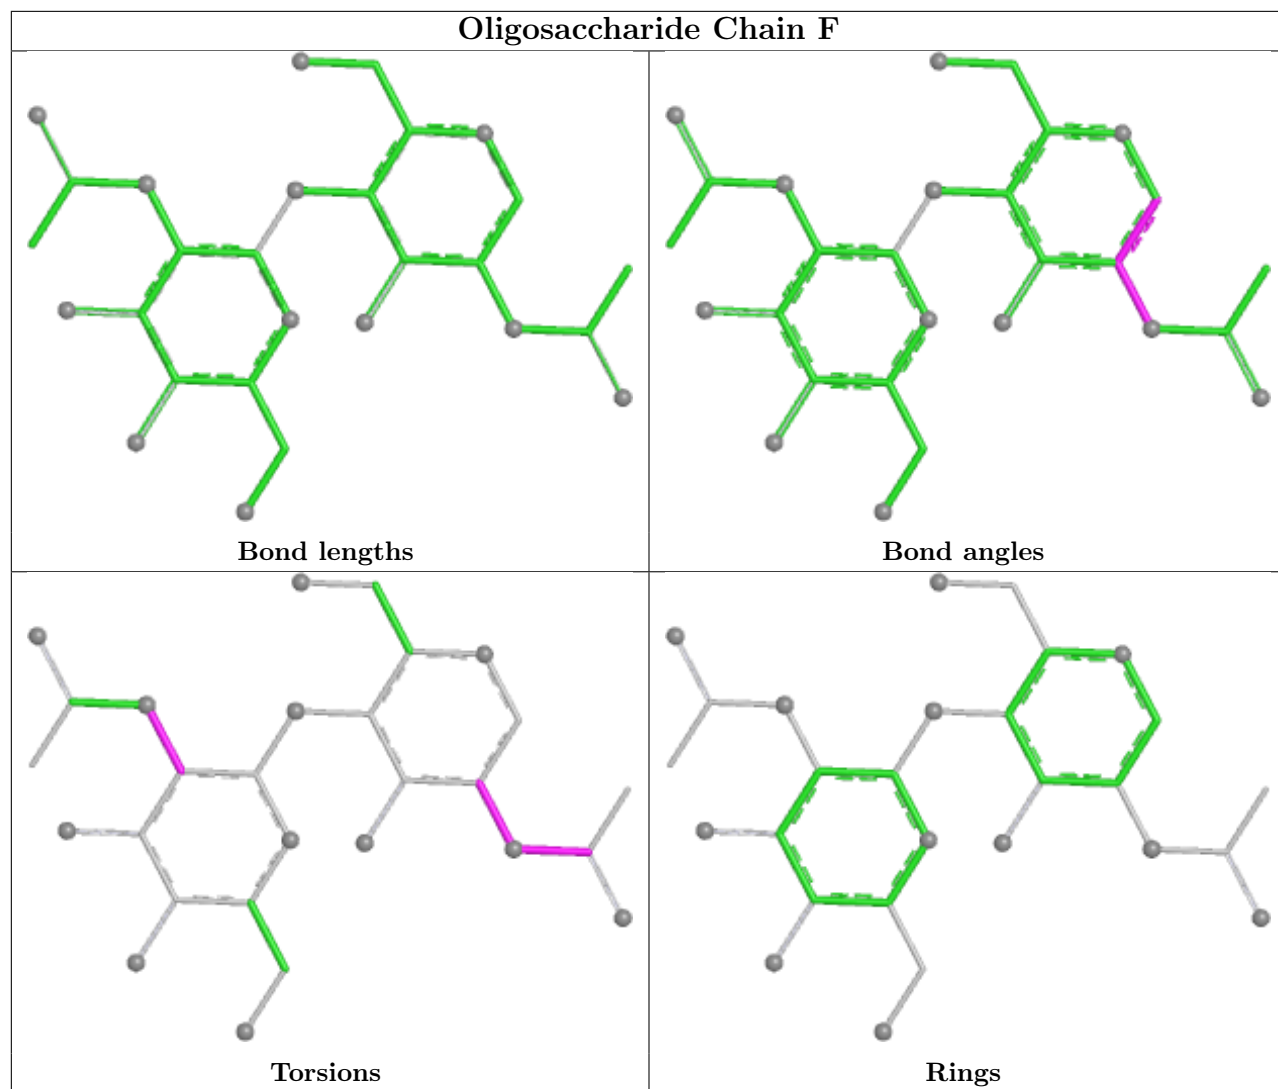 Oligosaccharide Chain F
Bond lengths
Bond angles
Torsions
Rings